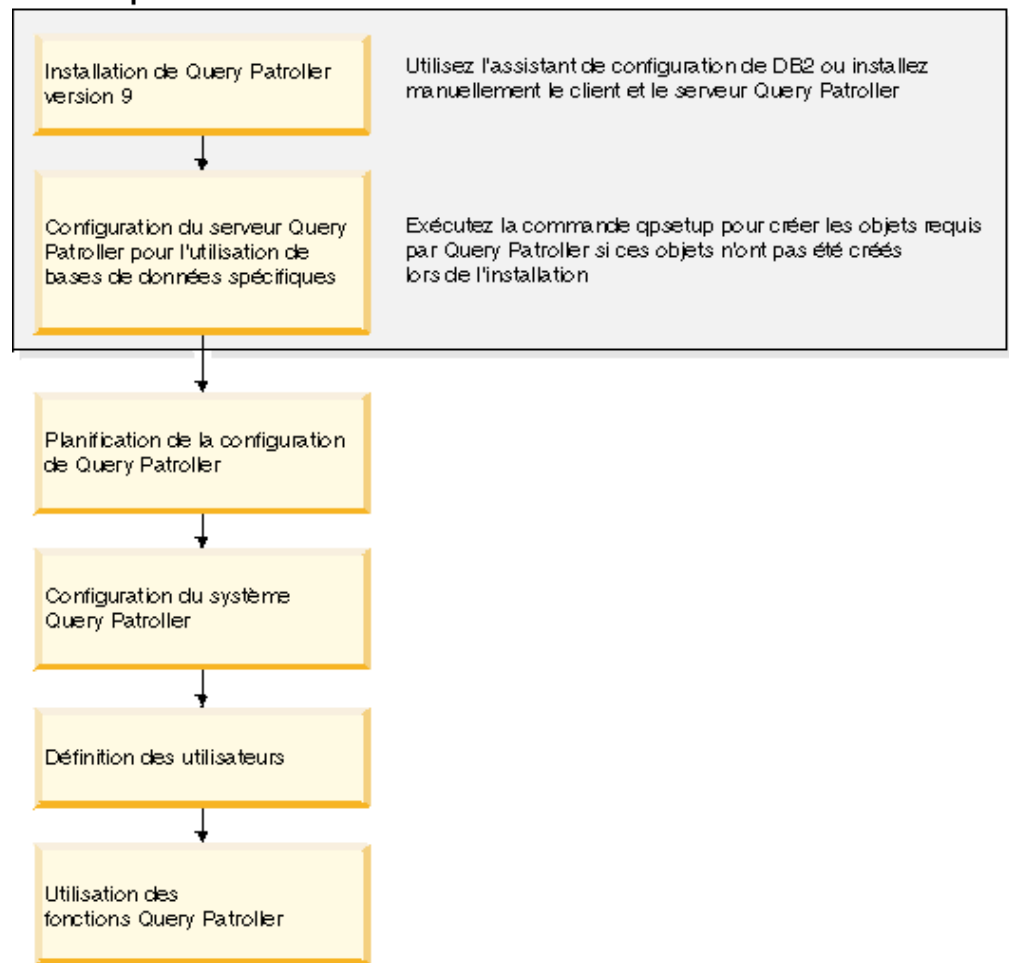 Installation de Query Patroller
version 9
Utilisez l'assistant de configuration de DB2 ou installez
manuellement le client et le serveur Query Patroller
Configuration du serveur Query
Patroller pour l'utilisation de
bases de données spécifiques
Exécutez la commande qpsetup pour créer les objets requis
par Query Patroller si ces objets n'ont pas été créés
lors de l'installation
Planification de la configuration
de Query Patroller
Configuration du système
Query Patroller
Définition des utilisateurs
Utilisation des
fonctions Query Patroller